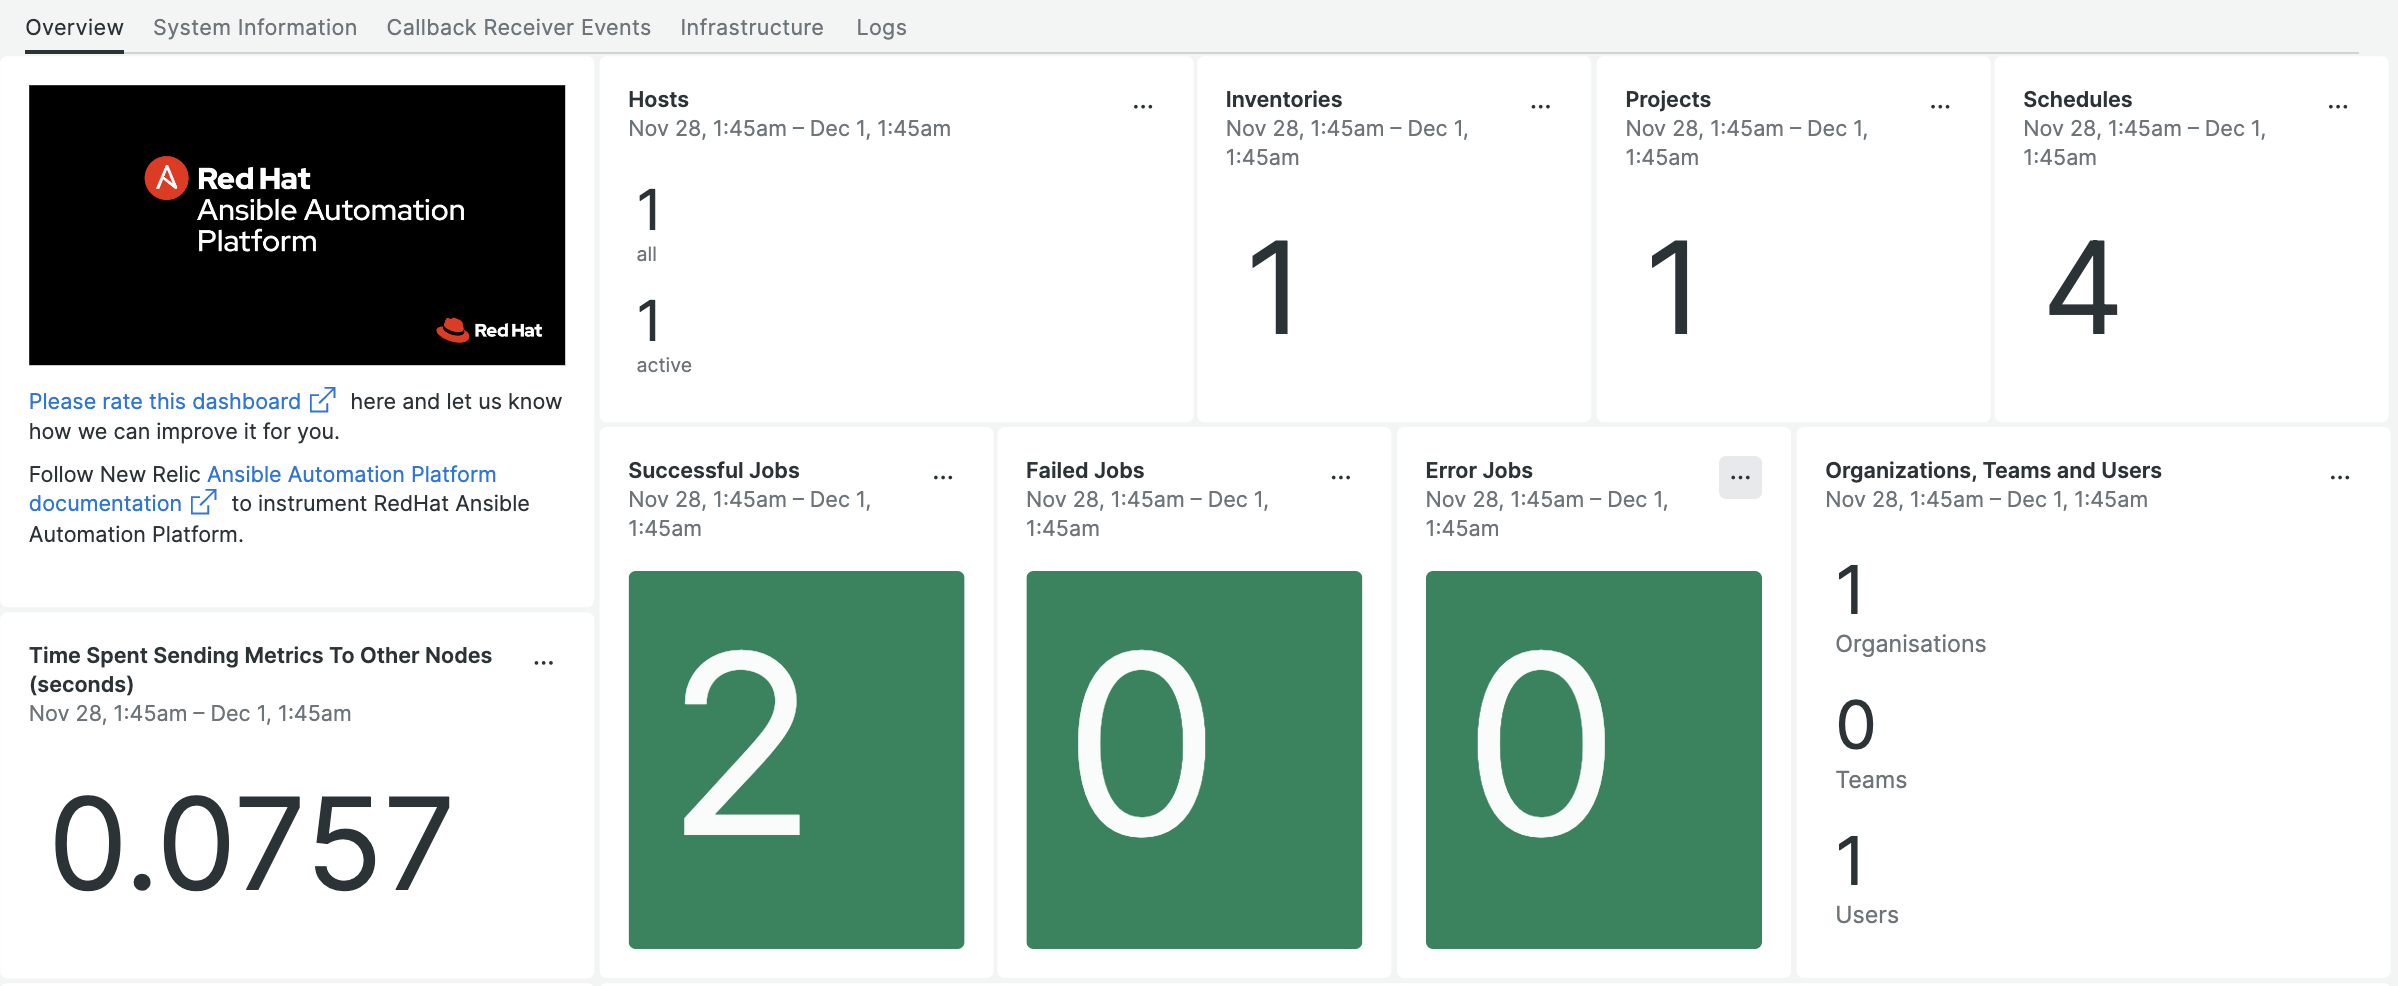 Overview System Information Callback Receiver Events Infrastructure Logs
Red Hat
Ansible Automation
Platform
Red Hat
Please rate this dashboard here and let us know
how we can improve it for you.
Follow New Relic Ansible Automation Platform
documentation to instrument RedHat Ansible
Automation Platform.
Time Spent Sending Metrics To Other Nodes
(seconds)
Nov 28, 1:45am – Dec 1, 1:45am
0.0757
Hosts
Nov 28, 1:45am – Dec 1, 1:45am
1
all
1
active
Inventories
Nov 28, 1:45am – Dec 1,
1:45am
1
Projects
Nov 28, 1:45am – Dec 1,
1:45am
1
Schedules
Nov 28, 1:45am – Dec 1,
1:45am
4
Successful Jobs
Nov 28, 1:45am – Dec 1,
1:45am
2
Failed Jobs
Nov 28, 1:45am – Dec 1,
1:45am
0
Error Jobs
Nov 28, 1:45am – Dec 1,
1:45am
0
Organizations, Teams and Users
Nov 28, 1:45am – Dec 1, 1:45am
1
Organisations
0
Teams
1
Users